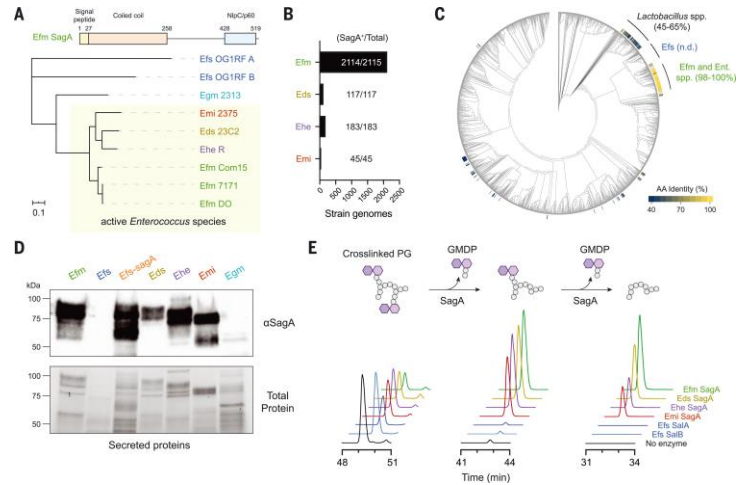 A
Signal
peptide
Coiled coil
NlpC/p60
1 27 258 428 519
Efm SagA
Efs OG1RF A
Efs OG1RF B
Egm 2313
Emi 2375
Eds 23C2
Ehe R
Efm Com15
Efm 7171
Efm DO
0.1
active Enterococcus species
B
(SagA+/Total)
Efm 2114/2115
Eds 117/117
Ehe 183/183
Emi 45/45
0 500 1000 1500 2000 2500
Strain genomes
C
Lactobacillus spp.
(45-65%)
Efs (n.d.)
Efm and Ent.
spp. (98-100%)
AA Identity (%)
40 60 80 100
D
Efm Efs Efs-sagA Eds Ehe Emi Egm
kDa
100
75
50
αSagA
100
75
50
Total
Protein
Secreted proteins
E
Crosslinked PG
GMDP
SagA
GMDP
SagA
Efm SagA
Eds SagA
Ehe SagA
Emi SagA
Efs SalA
Efs SalB
No enzyme
48 51 41 44 31 34
Time (min)